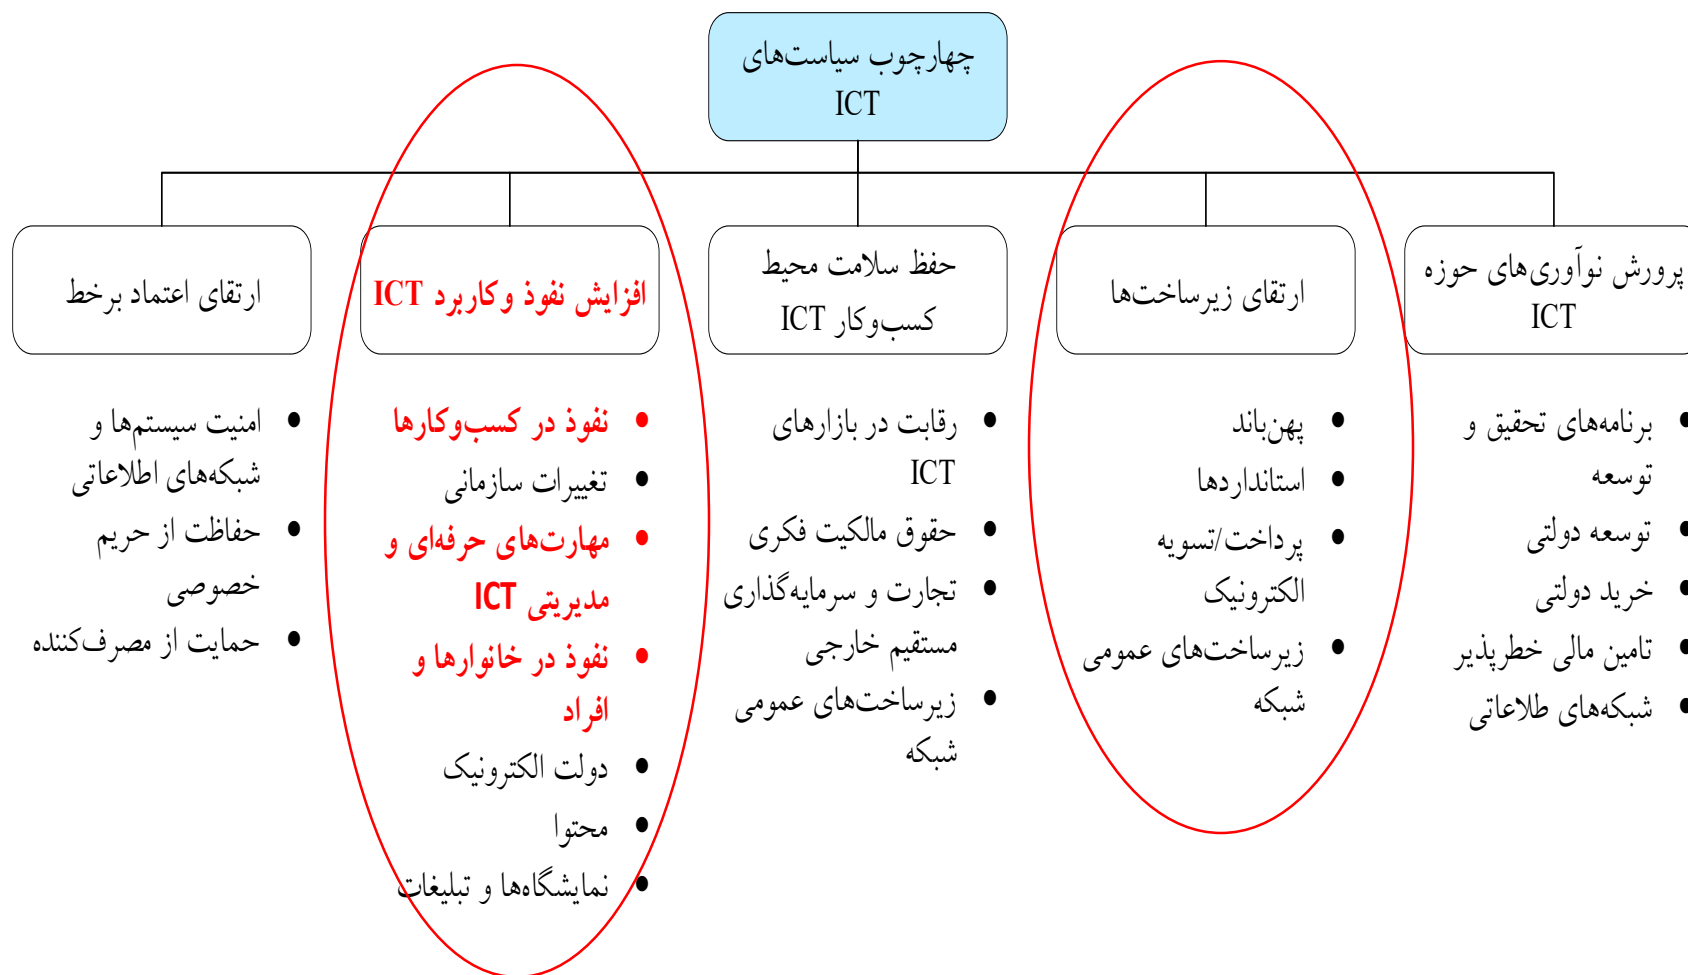 چهارچوب سیاست‌های
ICT
پرورش نوآوری‌های حوزه
ICT
• برنامه‌های تحقیق و
توسعه
• توسعه دولتی
• خرید دولتی
• تامین مالی خطرپذیر
• شبکه‌های طلاعاتی
ارتقای زیرساخت‌ها
• پهن‌باند
• استانداردها
• پرداخت/تسویه
الکترونیک
• زیرساخت‌های عمومی
شبکه
حفظ سلامت محیط
کسب‌وکار ICT
• رقابت در بازارهای
ICT
• حقوق مالکیت فکری
• تجارت و سرمایه‌گذاری
مستقیم خارجی
• زیرساخت‌های عمومی
شبکه
افزایش نفوذ وکاربرد ICT
• نفوذ در کسب‌وکارها
• تغییرات سازمانی
• مهارت‌های حرفه‌ای و
مدیریتی ICT
• نفوذ در خانوارها و
افراد
• دولت الکترونیک
• محتوا
• نمایشگاه‌ها و تبلیغات
ارتقای اعتماد برخط
• امنیت سیستم‌ها و
شبکه‌های اطلاعاتی
• حفاظت از حریم
خصوصی
• حمایت از مصرف‌کننده